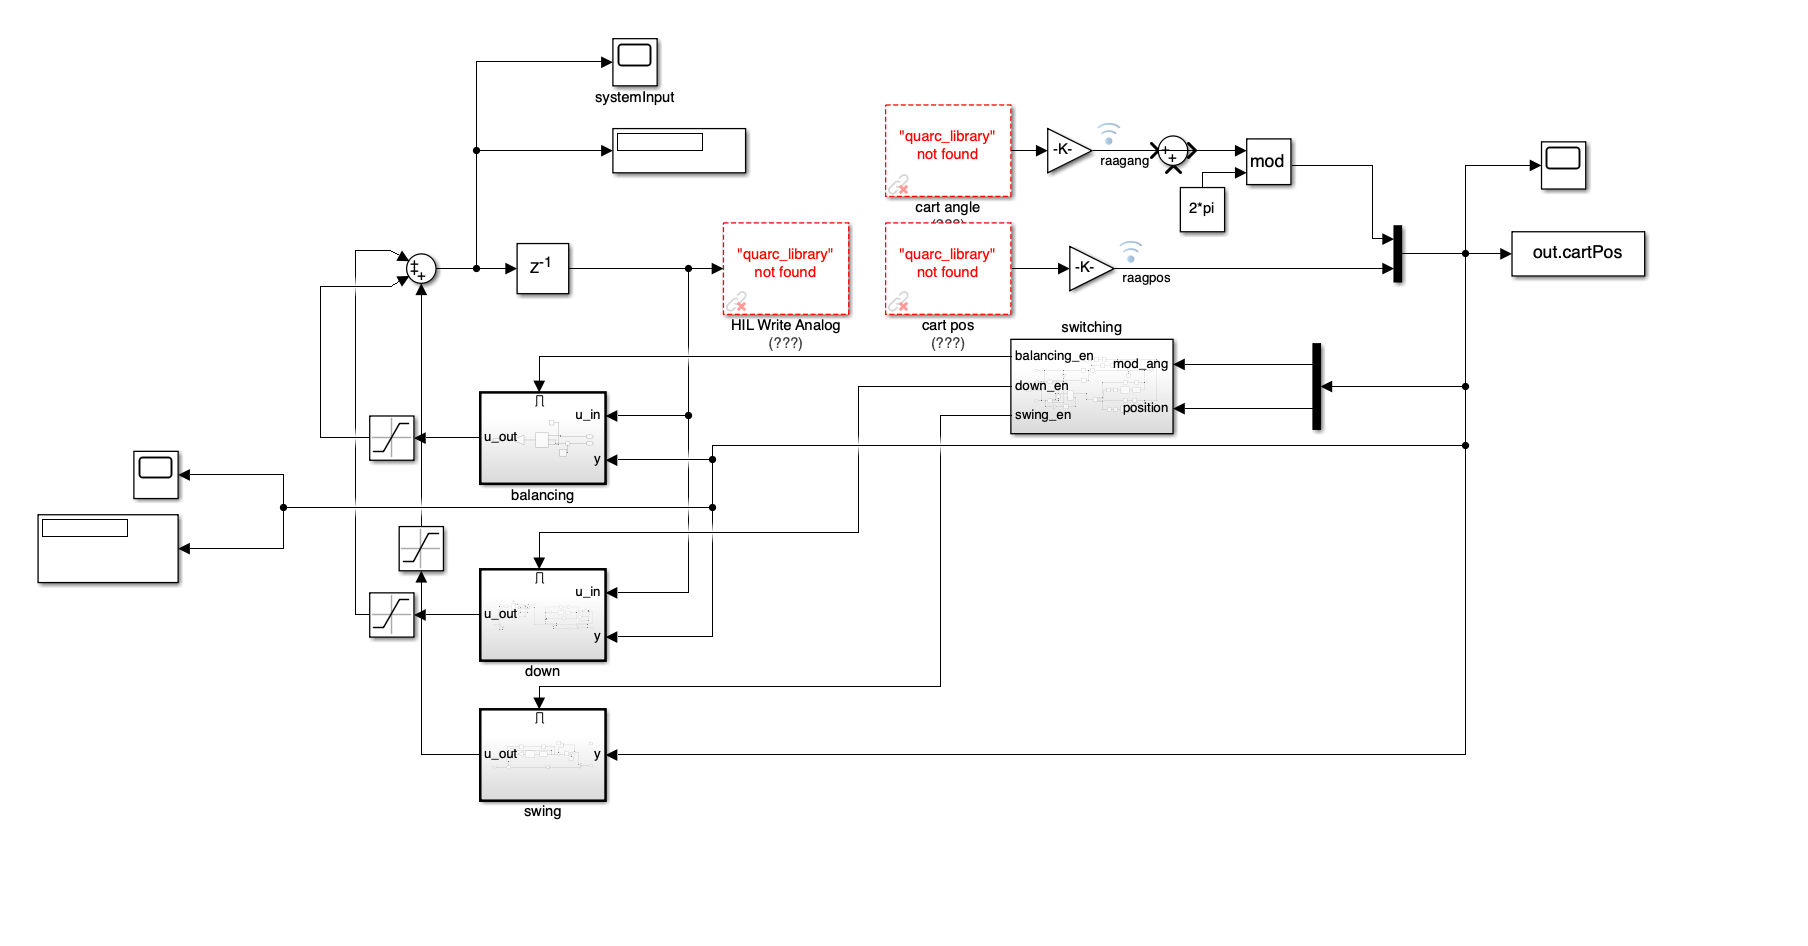 systemInput
"quarc_library"
not found
cart angle
-K-
raagang
+
+
mod
2*pi
"quarc_library"
not found
HIL Write Analog
(???)
"quarc_library"
not found
cart pos
(???)
-K-
raagpos
out.cartPos
z-1
+
+
+
switching
balancing_en
down_en
swing_en
mod_ang
position
u_in
u_out
y
balancing
u_in
u_out
y
down
u_out
y
swing